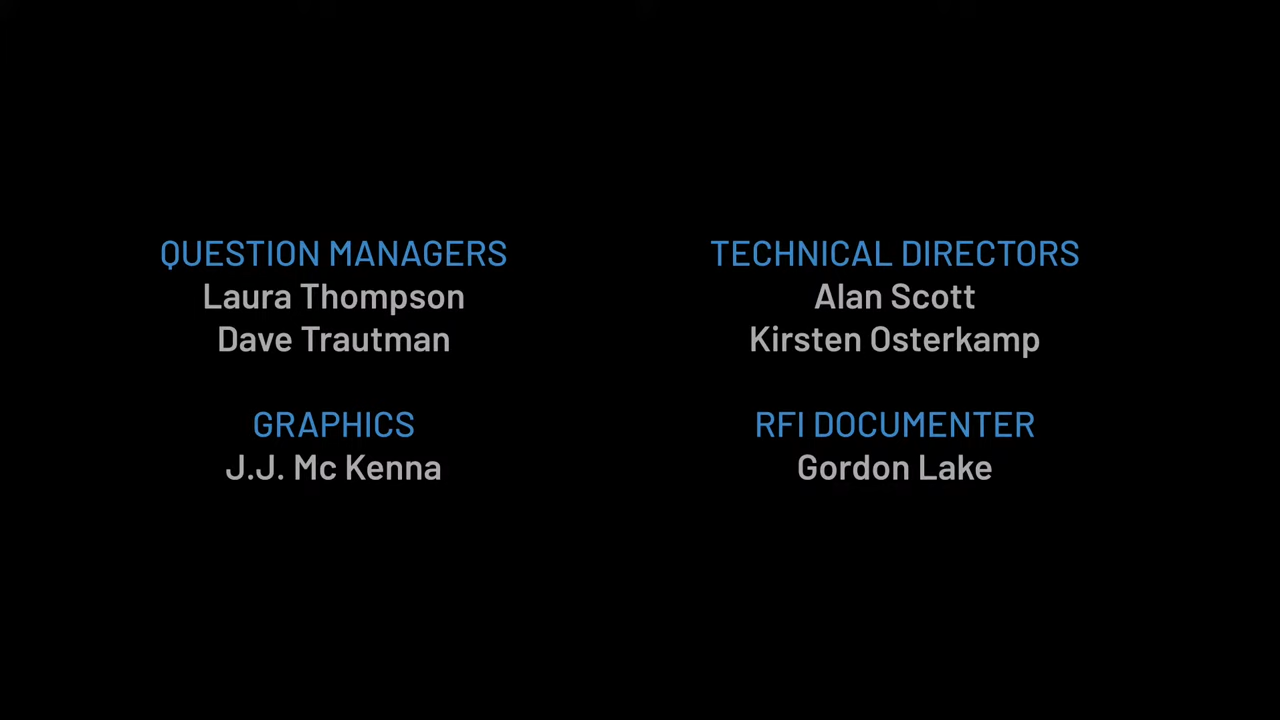 QUESTION MANAGERS
Laura Thompson
Dave Trautman
GRAPHICS
J.J. Mc Kenna
TECHNICAL DIRECTORS
Alan Scott
Kirsten Osterkamp
RFI DOCUMENTER
Gordon Lake